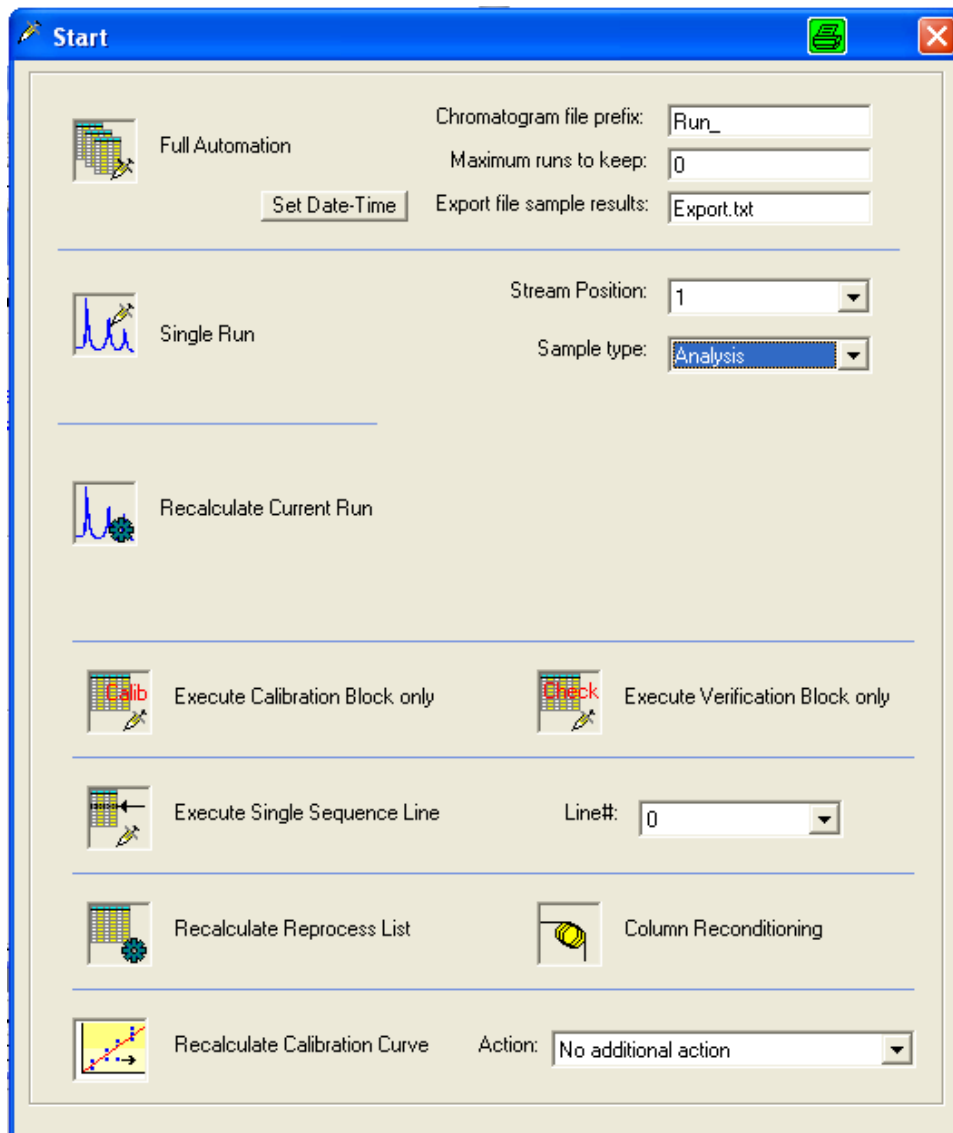 Start
Full Automation
Chromatogram file prefix: Run_
Maximum runs to keep: 0
Set Date-Time
Export file sample results: Export.txt
Single Run
Stream Position: 1
Sample type: Analysis
Recalculate Current Run
Calib
Execute Calibration Block only
Check
Execute Verification Block only
Execute Single Sequence Line
Line#: 0
Recalculate Reprocess List
Column Reconditioning
Recalculate Calibration Curve
Action: No additional action